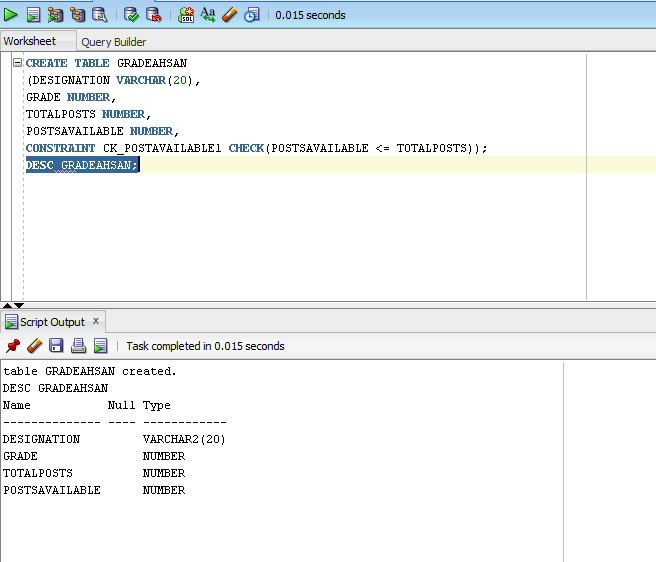 0.015 seconds
Worksheet Query Builder
CREATE TABLE GRADEAHSAN
(DESIGNATION VARCHAR(20),
GRADE NUMBER,
TOTALPOSTS NUMBER,
POSTSAVAILABLE NUMBER,
CONSTRAINT CK_POSTAVAILABLE1 CHECK(POSTSAVAILABLE <= TOTALPOSTS));
DESC GRADEAHSAN;
Script Output x
Task completed in 0.015 seconds
table GRADEAHSAN created.
DESC GRADEAHSAN
Name           Null Type
-------------- ---- ------------
DESIGNATION         VARCHAR2(20)
GRADE               NUMBER
TOTALPOSTS          NUMBER
POSTSAVAILABLE      NUMBER